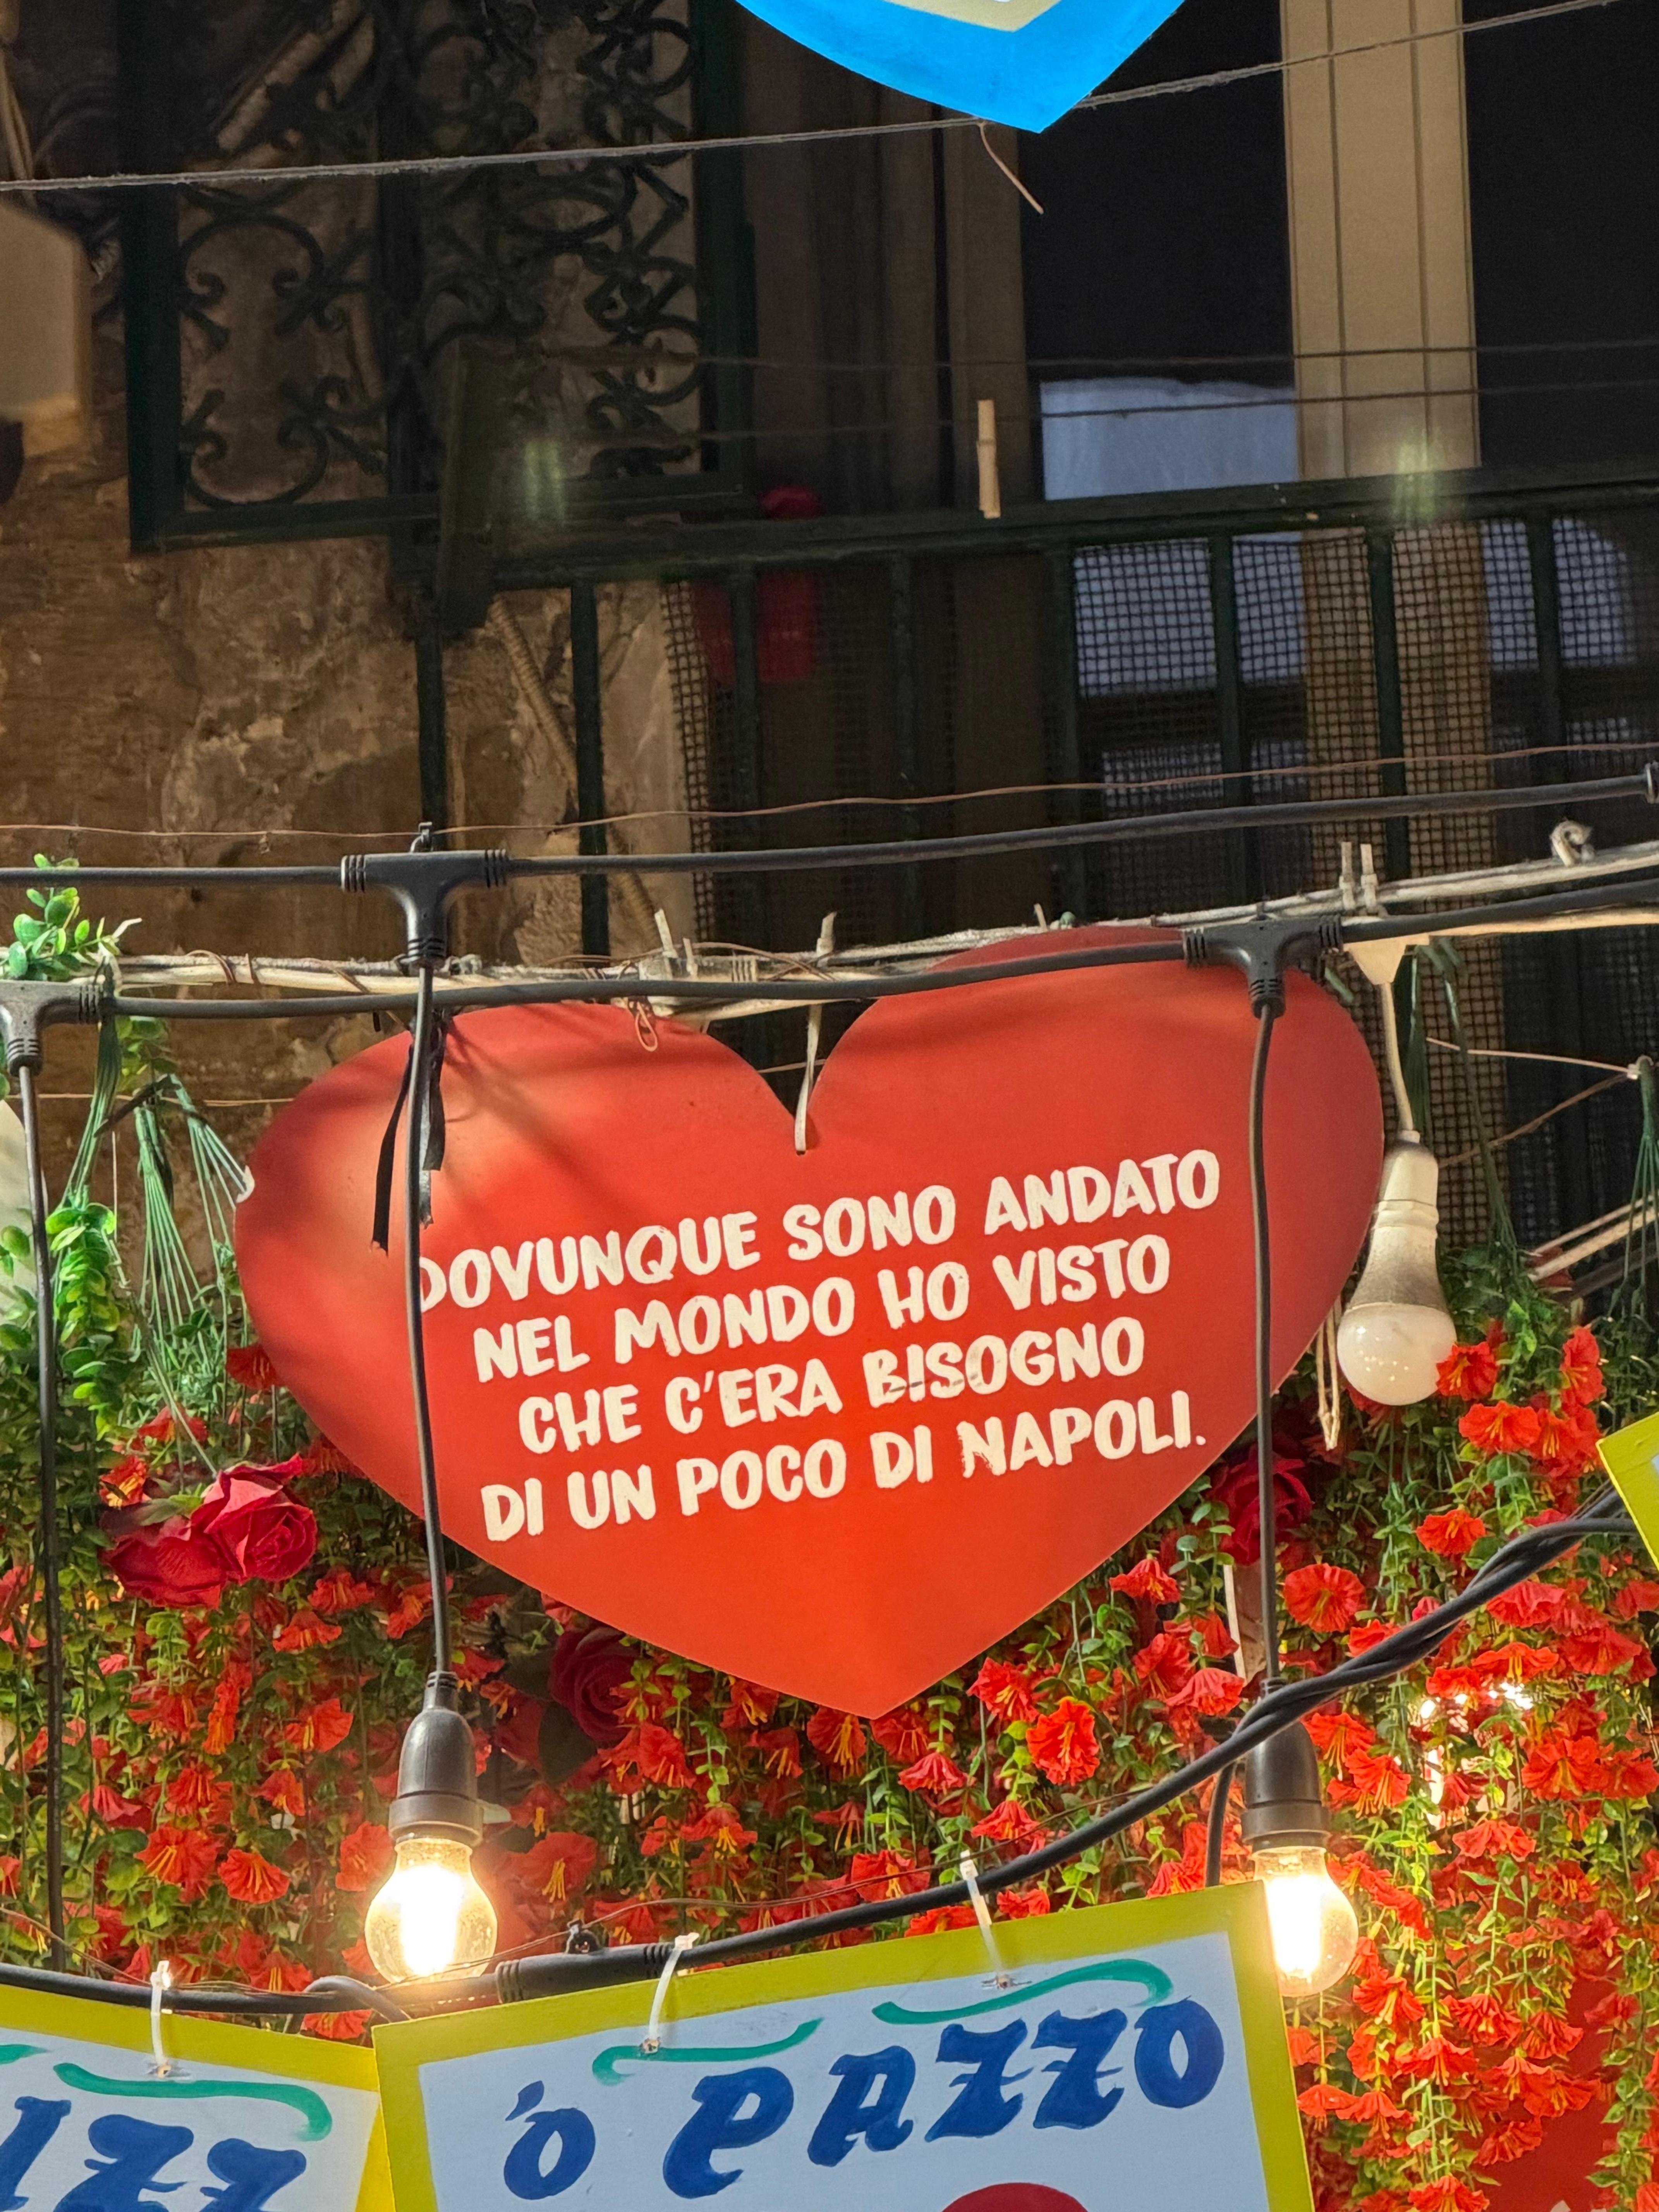 DOVUNQUE SONO ANDATO
NEL MONDO HO VISTO
CHE C'ERA BISOGNO
DI UN POCO DI NAPOLI.
'O PAZZO